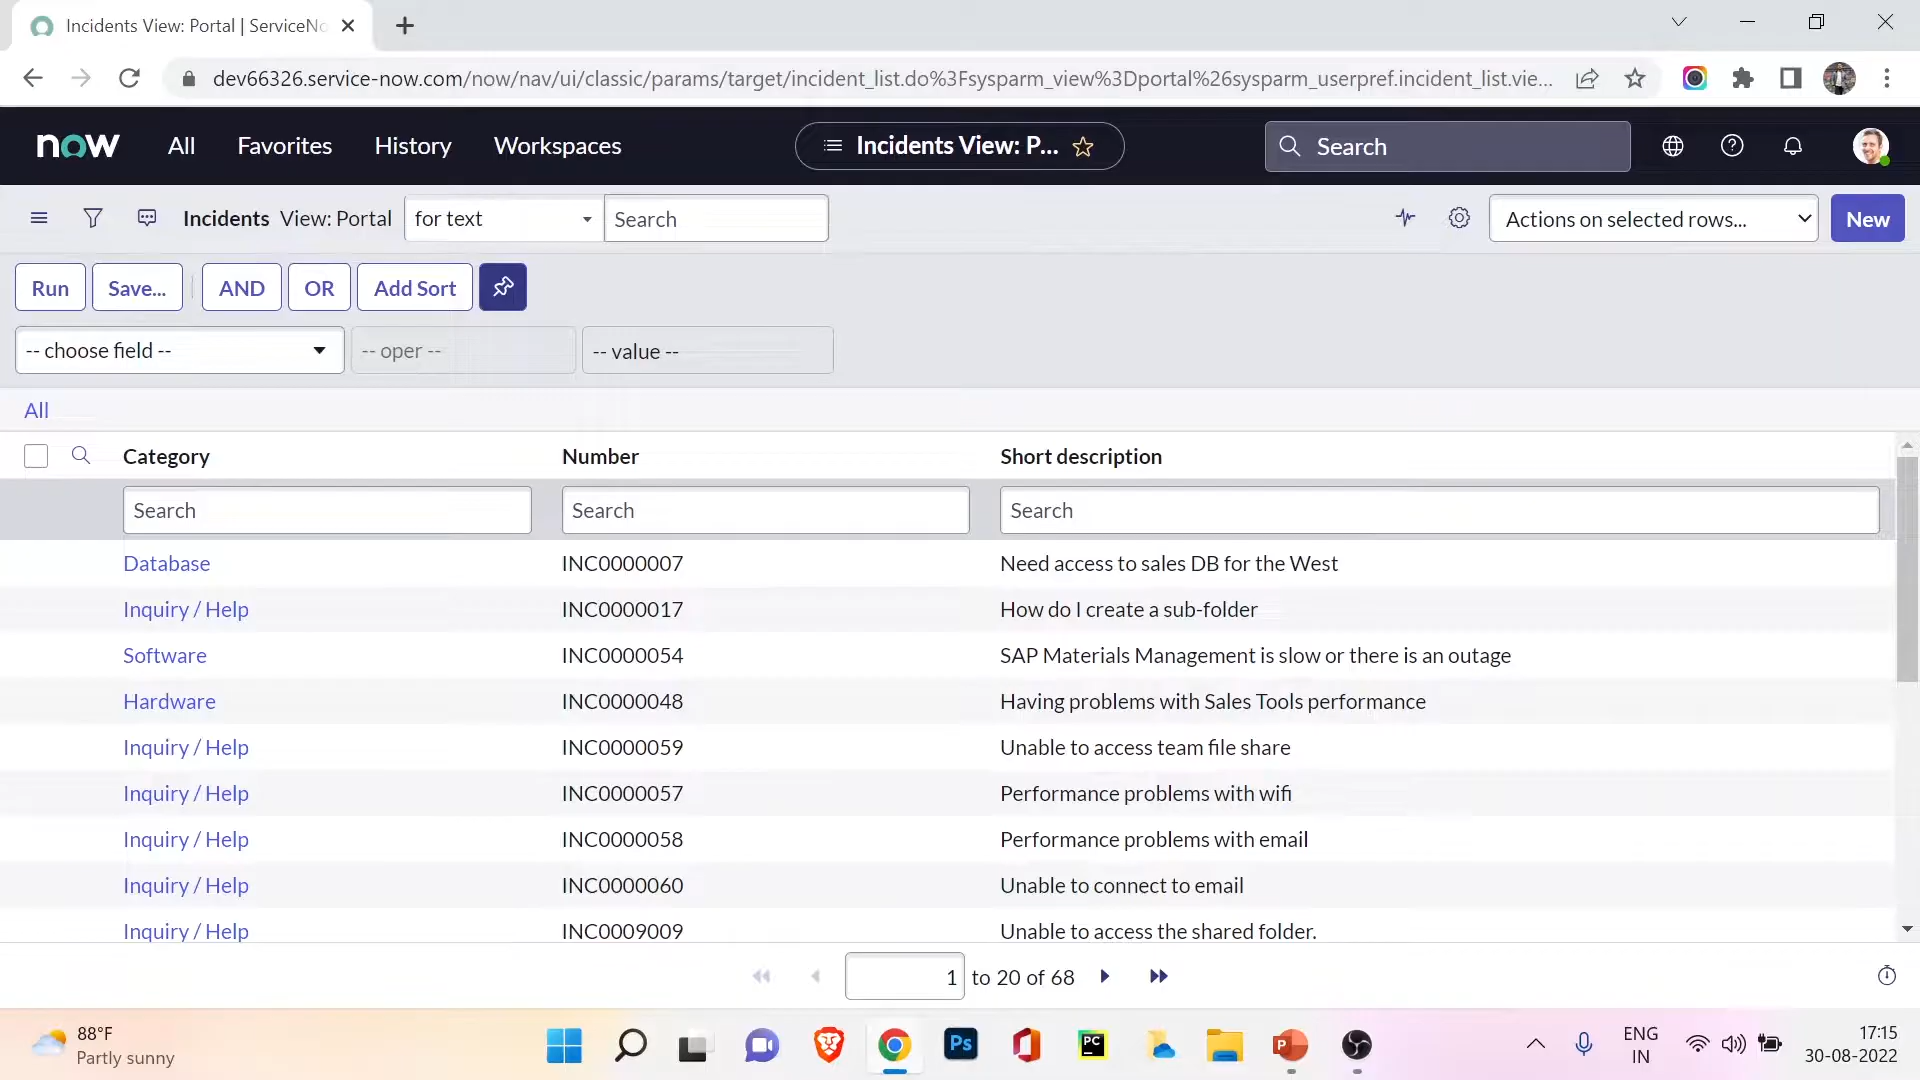 Incidents View: Portal | ServiceNo
dev66326.service-now.com/now/nav/ui/classic/params/target/incident_list.do%3Fsysparm_view%3Dportal%26sysparm_userpref.incident_list.vie...
now All Favorites History Workspaces Incidents View: P... Search
Incidents View: Portal for text Search Actions on selected rows... New
Run Save... AND OR Add Sort
-- choose field -- -- oper -- -- value --
All
Category Number Short description
Search Search Search
Database INC0000007 Need access to sales DB for the West
Inquiry / Help INC0000017 How do I create a sub-folder
Software INC0000054 SAP Materials Management is slow or there is an outage
Hardware INC0000048 Having problems with Sales Tools performance
Inquiry / Help INC0000059 Unable to access team file share
Inquiry / Help INC0000057 Performance problems with wifi
Inquiry / Help INC0000058 Performance problems with email
Inquiry / Help INC0000060 Unable to connect to email
Inquiry / Help INC0009009 Unable to access the shared folder.
1 to 20 of 68
88°F
Partly sunny
Ps
PC
P
ENG
IN
17:15
30-08-2022